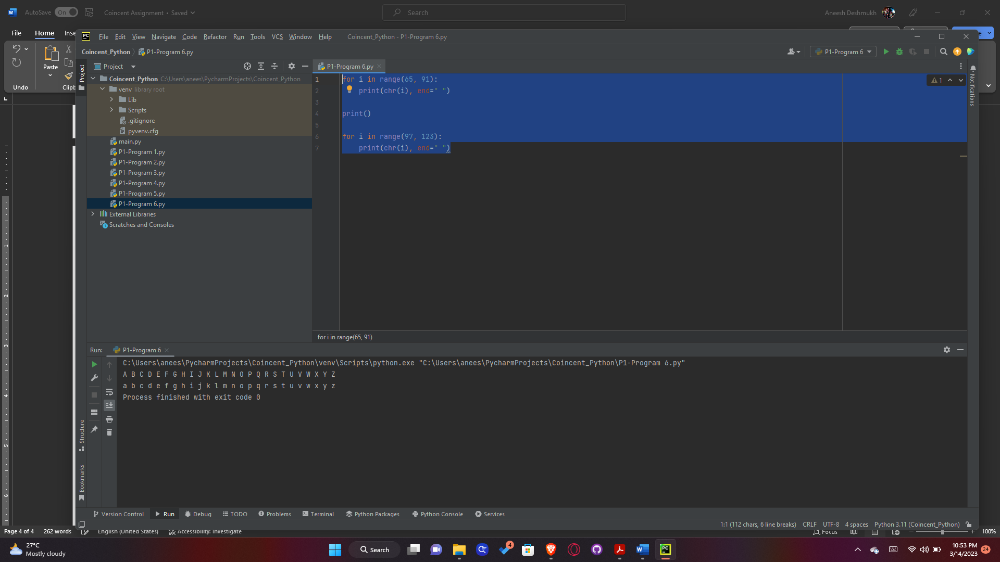 AutoSave On Coincent Assignment • Saved Search Aneesh Deshmukh
File Home Inse
Undo Paste Clipb
PC File Edit View Navigate Code Refactor Run Tools VCS Window Help Coincent_Python - P1-Program 6.py
Coincent_Python P1-Program 6.py P1-Program 6
Project
Project
Coincent_Python C:\Users\anees\PycharmProjects\Coincent_Python
venv library root
Lib
Scripts
.gitignore
pyvenv.cfg
main.py
P1-Program 1.py
P1-Program 2.py
P1-Program 3.py
P1-Program 4.py
P1-Program 5.py
P1-Program 6.py
External Libraries
Scratches and Consoles
P1-Program 6.py
1 for i in range(65, 91):
2 print(chr(i), end=" ")
3
4 print()
5
6 for i in range(97, 123):
7 print(chr(i), end=" ")
1
Notifications
for i in range(65, 91)
Run: P1-Program 6
C:\Users\anees\PycharmProjects\Coincent_Python\venv\Scripts\python.exe "C:\Users\anees\PycharmProjects\Coincent_Python\P1-Program 6.py"
A B C D E F G H I J K L M N O P Q R S T U V W X Y Z
a b c d e f g h i j k l m n o p q r s t u v w x y z
Process finished with exit code 0
Structure
Bookmarks
Version Control Run Debug TODO Problems Terminal Python Packages Python Console Services
1:1 (112 chars, 6 line breaks) CRLF UTF-8 4 spaces Python 3.11 (Coincent_Python)
Page 4 of 4 262 words English (United States) Accessibility: Investigate Focus 100%
27°C
Mostly cloudy
Search
4
PC
10:53 PM
3/14/2023
24